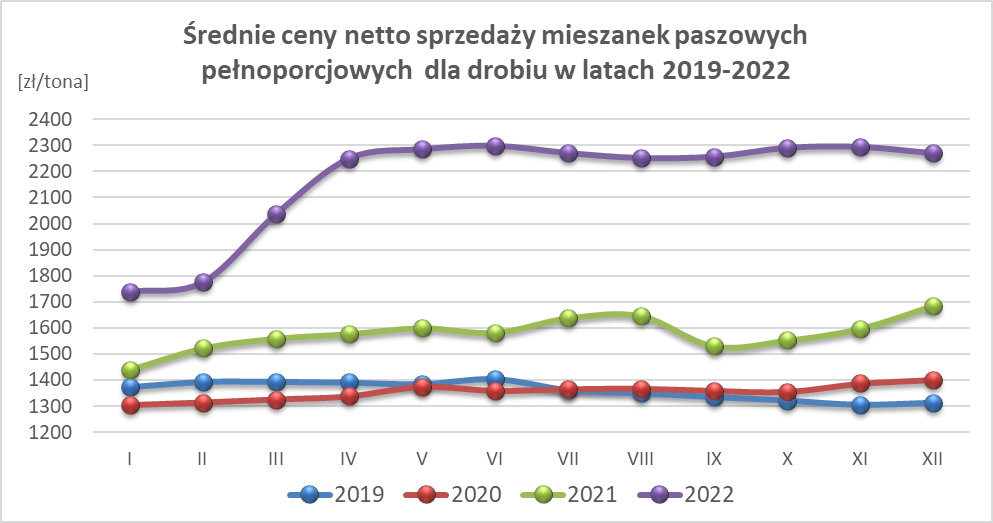 Średnie ceny netto sprzedaży mieszanek paszowych
pełnoporcjowych dla drobiu w latach 2019-2022
[zł/tona]
2400
2300
2200
2100
2000
1900
1800
1700
1600
1500
1400
1300
1200
I II III IV V VI VII VIII IX X XI XII
2019 2020 2021 2022